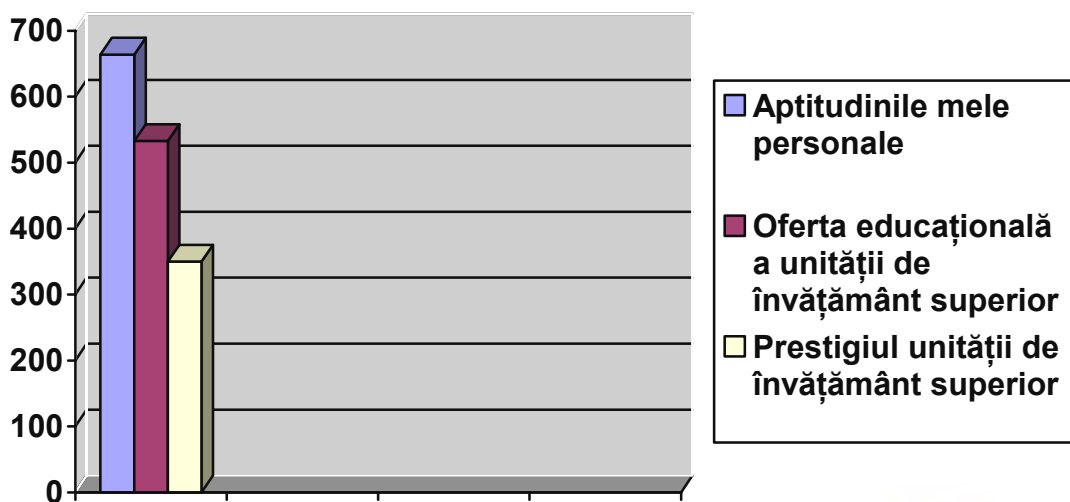 700
600
500
400
300
200
100
0
Aptitudinile mele
personale
Oferta educațională
a unității de
învățământ superior
Prestigiul unității de
învățământ superior